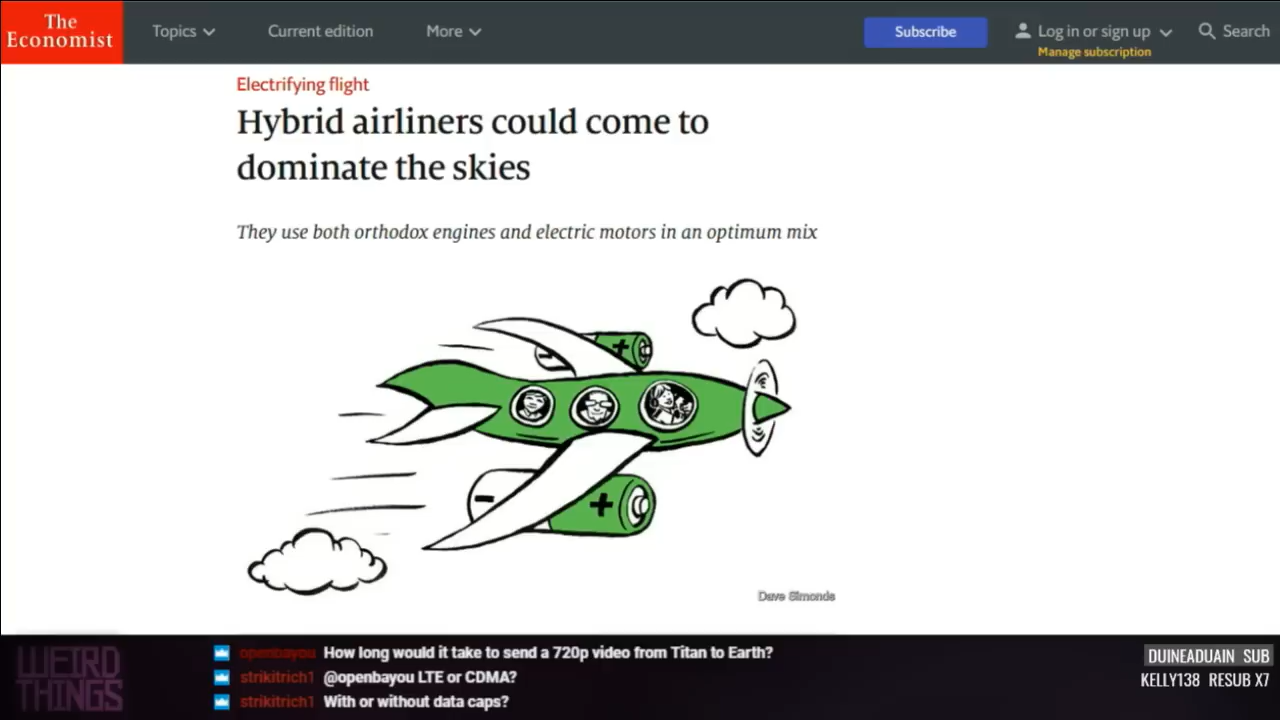 The
Economist
Topics
Current edition
More
Subscribe
Log in or sign up
Manage subscription
Search
Electrifying flight
Hybrid airliners could come to
dominate the skies
They use both orthodox engines and electric motors in an optimum mix
- +
- +
Dave Simonds
WEIRD
THINGS
openbayou How long would it take to send a 720p video from Titan to Earth?
strikitrich1 @openbayou LTE or CDMA?
strikitrich1 With or without data caps?
DUINEADUAIN SUB
KELLY138 RESUB X7